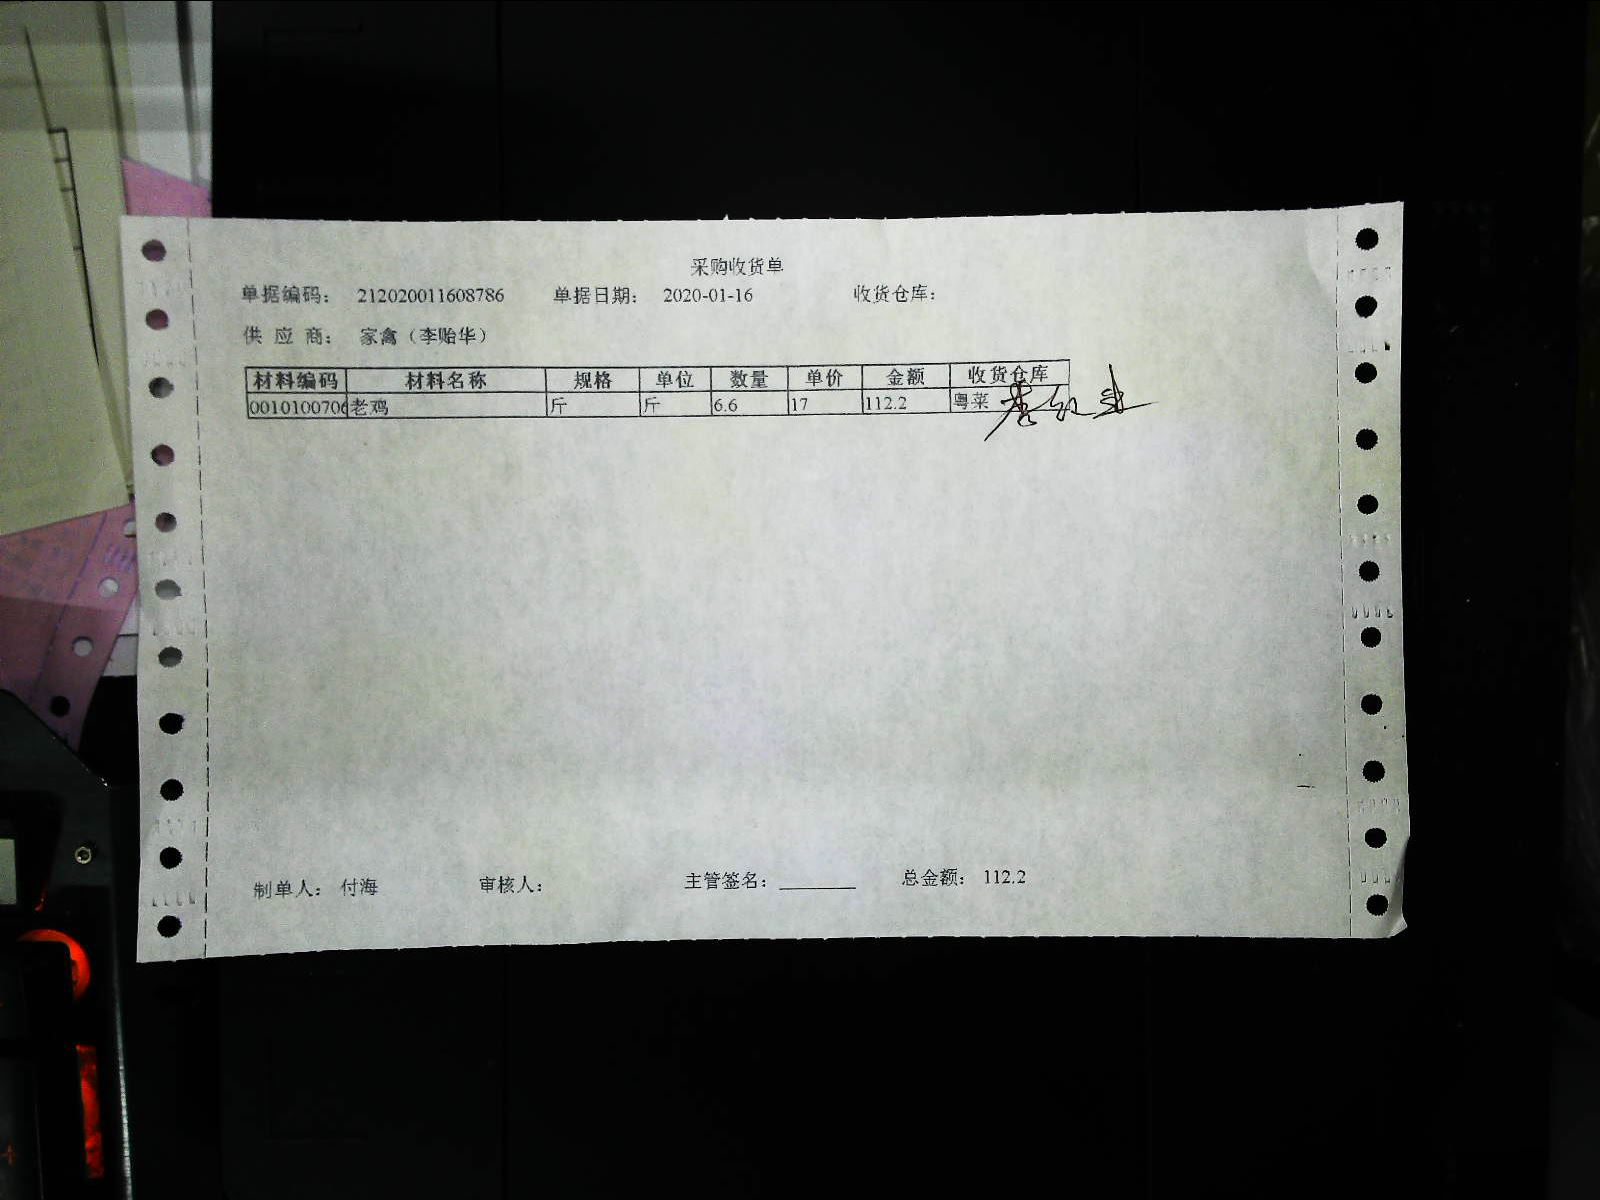 采购收货单
单据编码： 212020011608786 单据日期： 2020-01-16 收货仓库：
供 应 商： 家禽（李贻华）
材料编码 材料名称 规格 单位 数量 单价 金额 收货仓库
0010100706 老鸡 斤 斤 6.6 17 112.2 粤菜
制单人： 付海 审核人： 主管签名：________ 总金额： 112.2